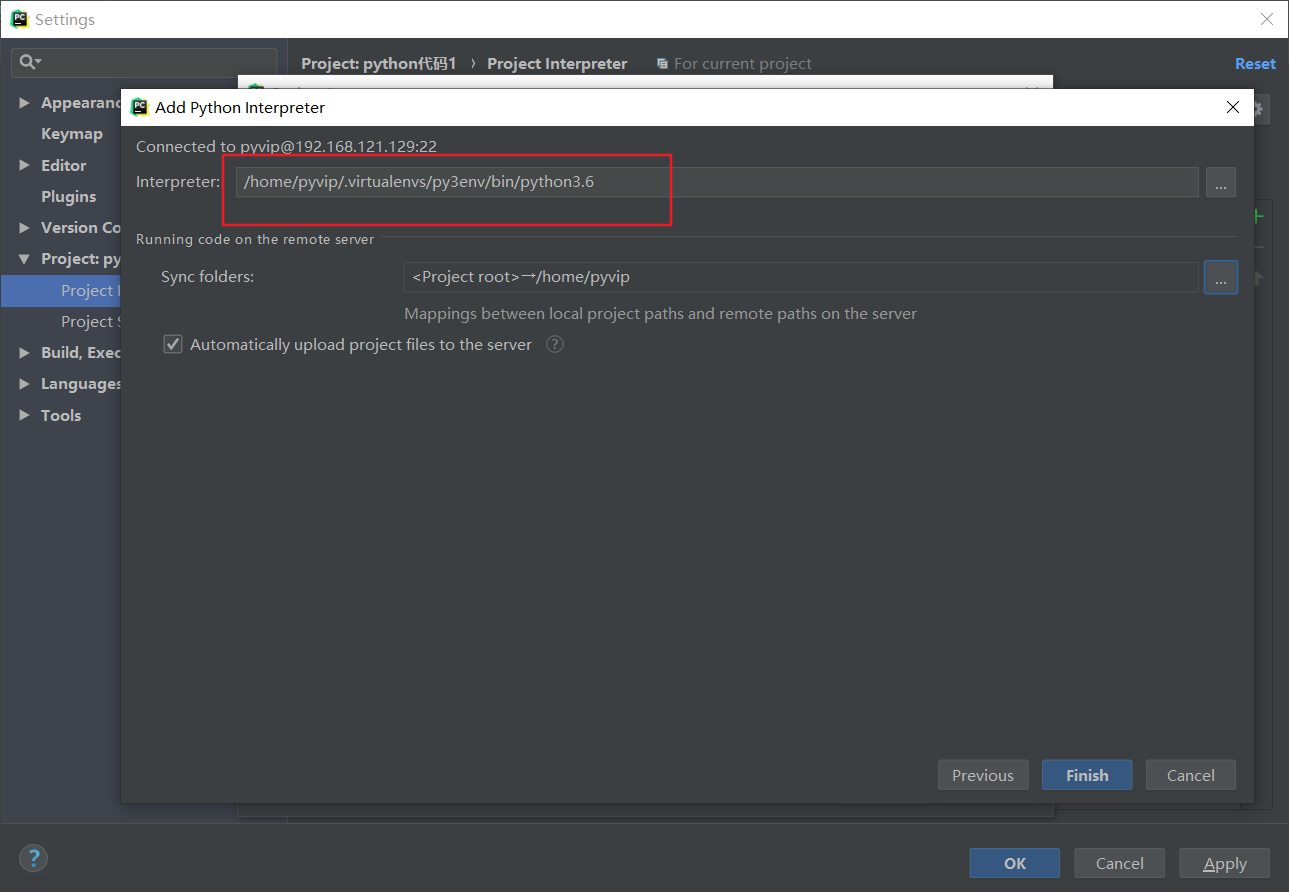 Settings
Project: python代码1 › Project Interpreter For current project Reset
Appearanc
Keymap
Editor
Plugins
Version Co
Project: py
Project I
Project S
Build, Exec
Languages
Tools
Add Python Interpreter
Connected to pyvip@192.168.121.129:22
Interpreter: /home/pyvip/.virtualenvs/py3env/bin/python3.6 ...
Running code on the remote server
Sync folders: <Project root>→/home/pyvip ...
Mappings between local project paths and remote paths on the server
Automatically upload project files to the server ?
Previous Finish Cancel
? OK Cancel Apply